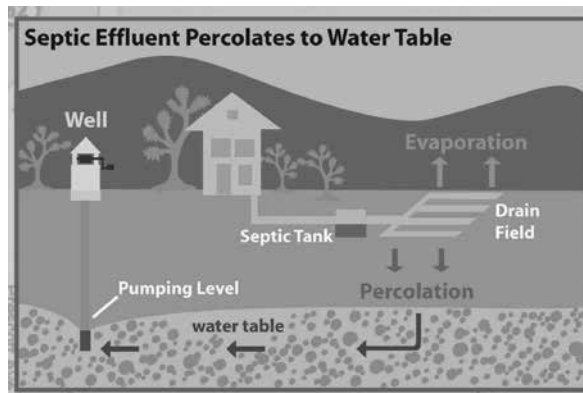 Septic Effluent Percolates to Water Table
Well
Evaporation
Septic Tank
Drain
Field
Pumping Level
Percolation
water table